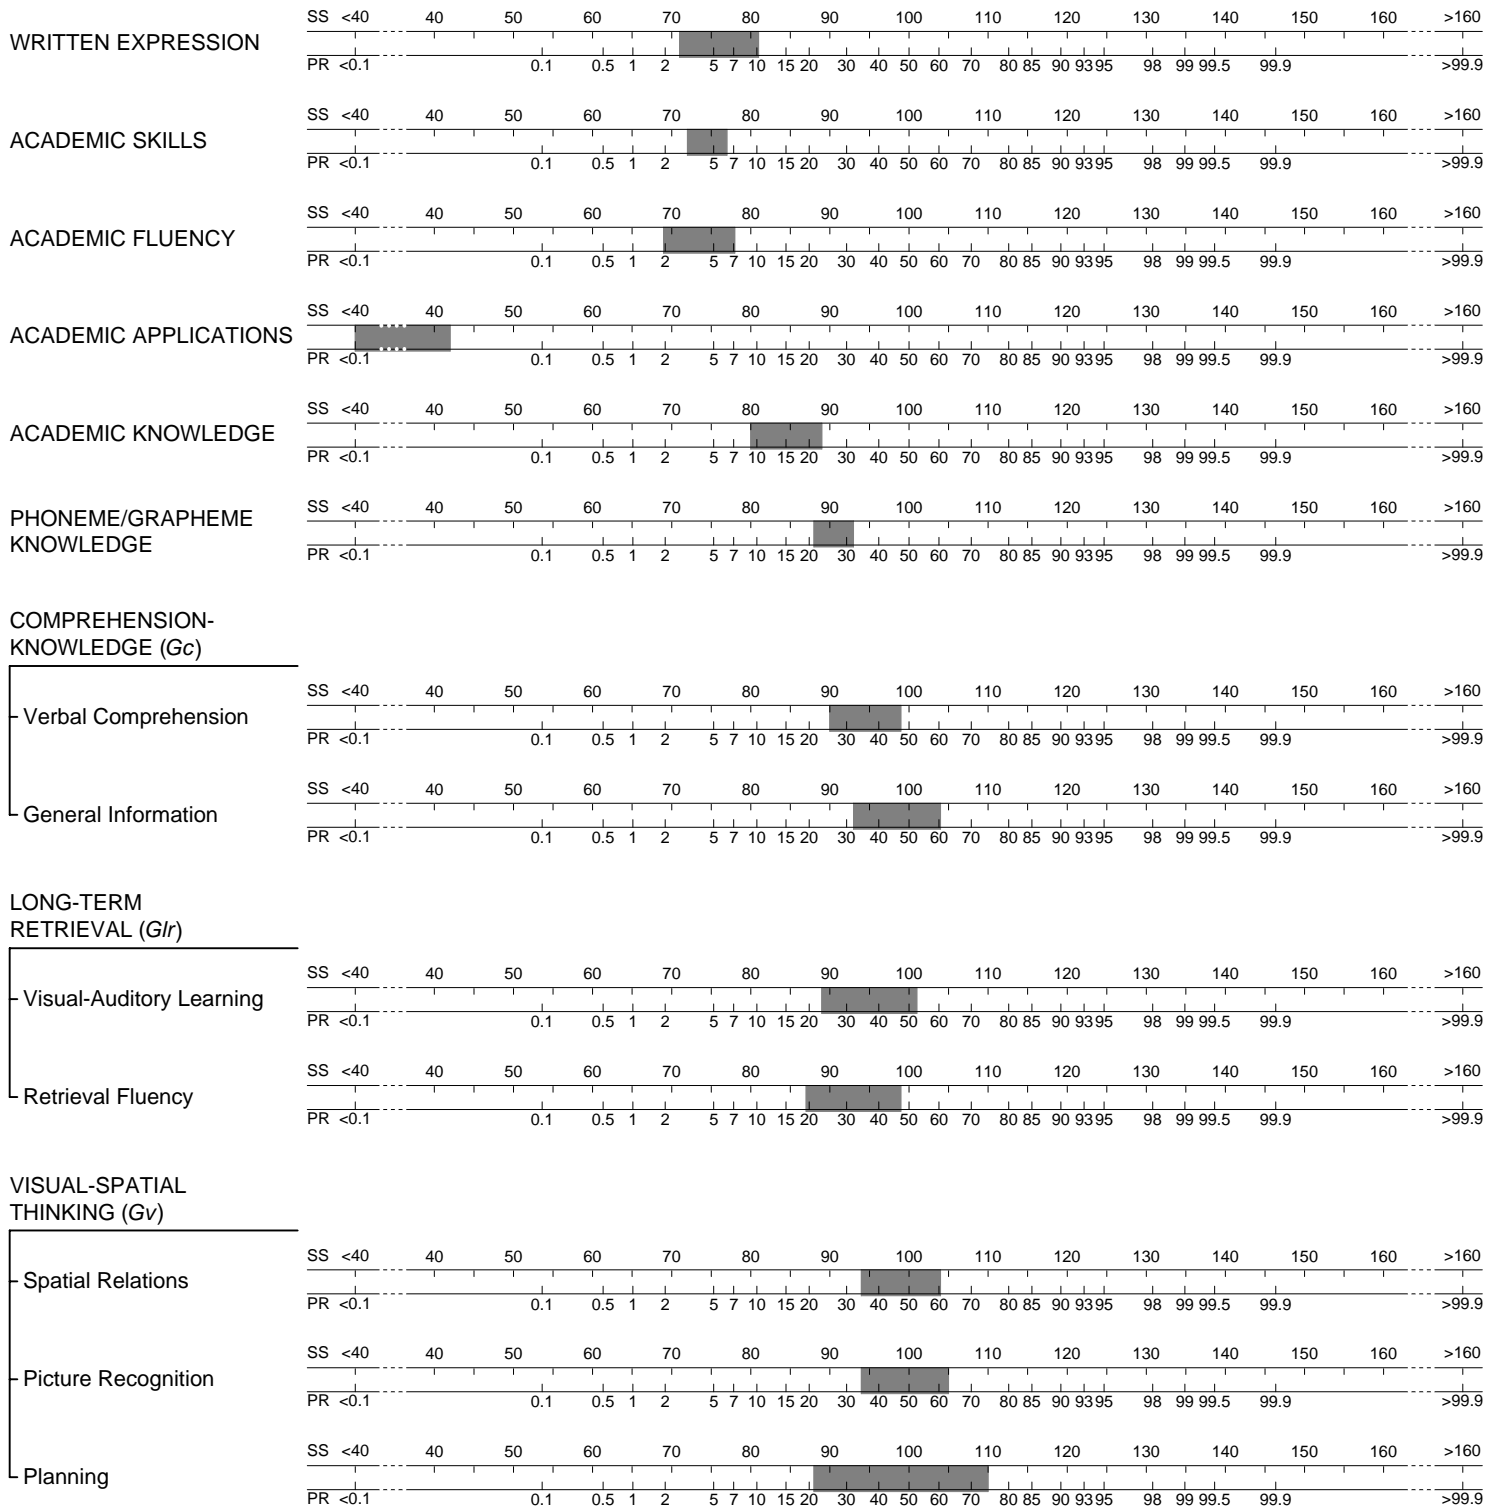 SS <40 40 50 60 70 80 90 100 110 120 130 140 150 160 >160
WRITTEN EXPRESSION
PR <0.1 0.1 0.5 1 2 5 7 10 15 20 30 40 50 60 70 80 85 90 93 95 98 99 99.5 99.9 >99.9
SS <40 40 50 60 70 80 90 100 110 120 130 140 150 160 >160
ACADEMIC SKILLS
PR <0.1 0.1 0.5 1 2 5 7 10 15 20 30 40 50 60 70 80 85 90 93 95 98 99 99.5 99.9 >99.9
SS <40 40 50 60 70 80 90 100 110 120 130 140 150 160 >160
ACADEMIC FLUENCY
PR <0.1 0.1 0.5 1 2 5 7 10 15 20 30 40 50 60 70 80 85 90 93 95 98 99 99.5 99.9 >99.9
SS <40 40 50 60 70 80 90 100 110 120 130 140 150 160 >160
ACADEMIC APPLICATIONS
PR <0.1 0.1 0.5 1 2 5 7 10 15 20 30 40 50 60 70 80 85 90 93 95 98 99 99.5 99.9 >99.9
SS <40 40 50 60 70 80 90 100 110 120 130 140 150 160 >160
ACADEMIC KNOWLEDGE
PR <0.1 0.1 0.5 1 2 5 7 10 15 20 30 40 50 60 70 80 85 90 93 95 98 99 99.5 99.9 >99.9
SS <40 40 50 60 70 80 90 100 110 120 130 140 150 160 >160
PHONEME/GRAPHEME
KNOWLEDGE
PR <0.1 0.1 0.5 1 2 5 7 10 15 20 30 40 50 60 70 80 85 90 93 95 98 99 99.5 99.9 >99.9
COMPREHENSION-
KNOWLEDGE (Gc)
SS <40 40 50 60 70 80 90 100 110 120 130 140 150 160 >160
Verbal Comprehension
PR <0.1 0.1 0.5 1 2 5 7 10 15 20 30 40 50 60 70 80 85 90 93 95 98 99 99.5 99.9 >99.9
SS <40 40 50 60 70 80 90 100 110 120 130 140 150 160 >160
General Information
PR <0.1 0.1 0.5 1 2 5 7 10 15 20 30 40 50 60 70 80 85 90 93 95 98 99 99.5 99.9 >99.9
LONG-TERM
RETRIEVAL (Glr)
SS <40 40 50 60 70 80 90 100 110 120 130 140 150 160 >160
Visual-Auditory Learning
PR <0.1 0.1 0.5 1 2 5 7 10 15 20 30 40 50 60 70 80 85 90 93 95 98 99 99.5 99.9 >99.9
SS <40 40 50 60 70 80 90 100 110 120 130 140 150 160 >160
Retrieval Fluency
PR <0.1 0.1 0.5 1 2 5 7 10 15 20 30 40 50 60 70 80 85 90 93 95 98 99 99.5 99.9 >99.9
VISUAL-SPATIAL
THINKING (Gv)
SS <40 40 50 60 70 80 90 100 110 120 130 140 150 160 >160
Spatial Relations
PR <0.1 0.1 0.5 1 2 5 7 10 15 20 30 40 50 60 70 80 85 90 93 95 98 99 99.5 99.9 >99.9
SS <40 40 50 60 70 80 90 100 110 120 130 140 150 160 >160
Picture Recognition
PR <0.1 0.1 0.5 1 2 5 7 10 15 20 30 40 50 60 70 80 85 90 93 95 98 99 99.5 99.9 >99.9
SS <40 40 50 60 70 80 90 100 110 120 130 140 150 160 >160
Planning
PR <0.1 0.1 0.5 1 2 5 7 10 15 20 30 40 50 60 70 80 85 90 93 95 98 99 99.5 99.9 >99.9